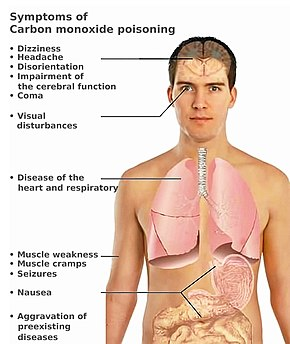 Symptoms of
Carbon monoxide poisoning
• Dizziness
• Headache
• Disorientation
• Impairment of
the cerebral function
• Coma
• Visual
disturbances
• Disease of the
heart and respiratory
• Muscle weakness
• Muscle cramps
• Seizures
• Nausea
• Aggravation of
preexisting
diseases